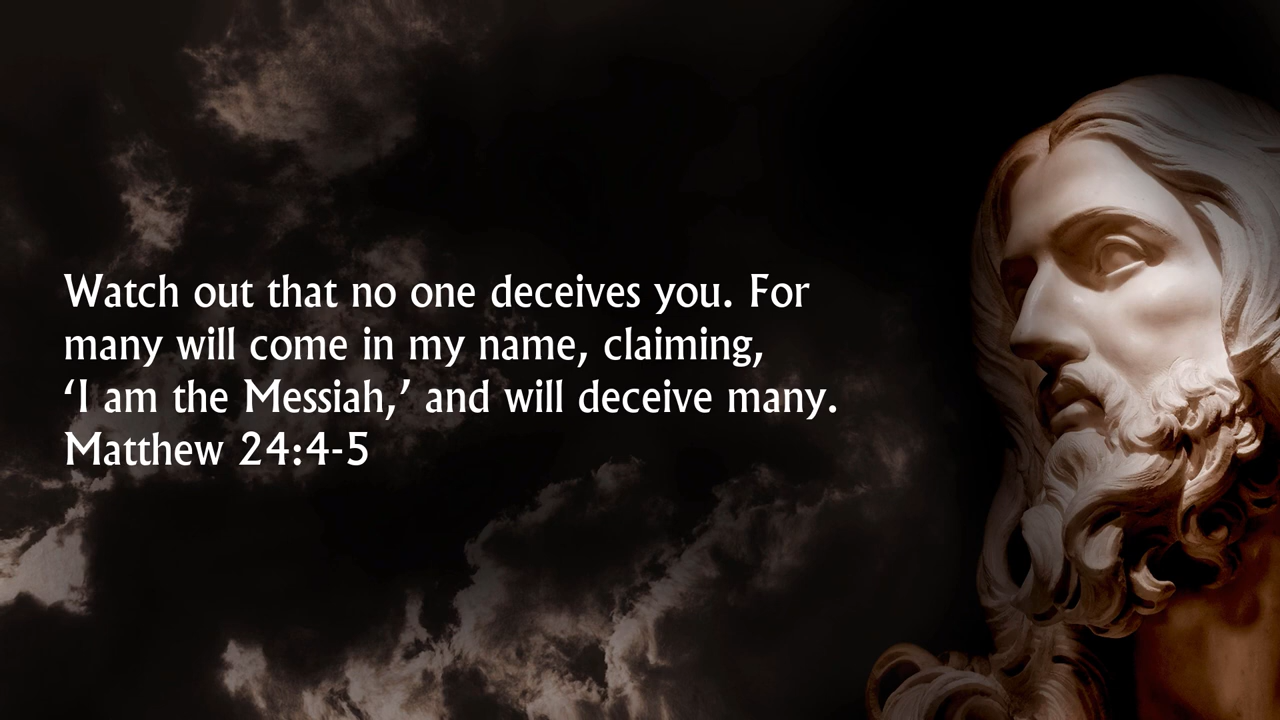 Watch out that no one deceives you. For
many will come in my name, claiming,
‘I am the Messiah,’ and will deceive many.
Matthew 24:4-5